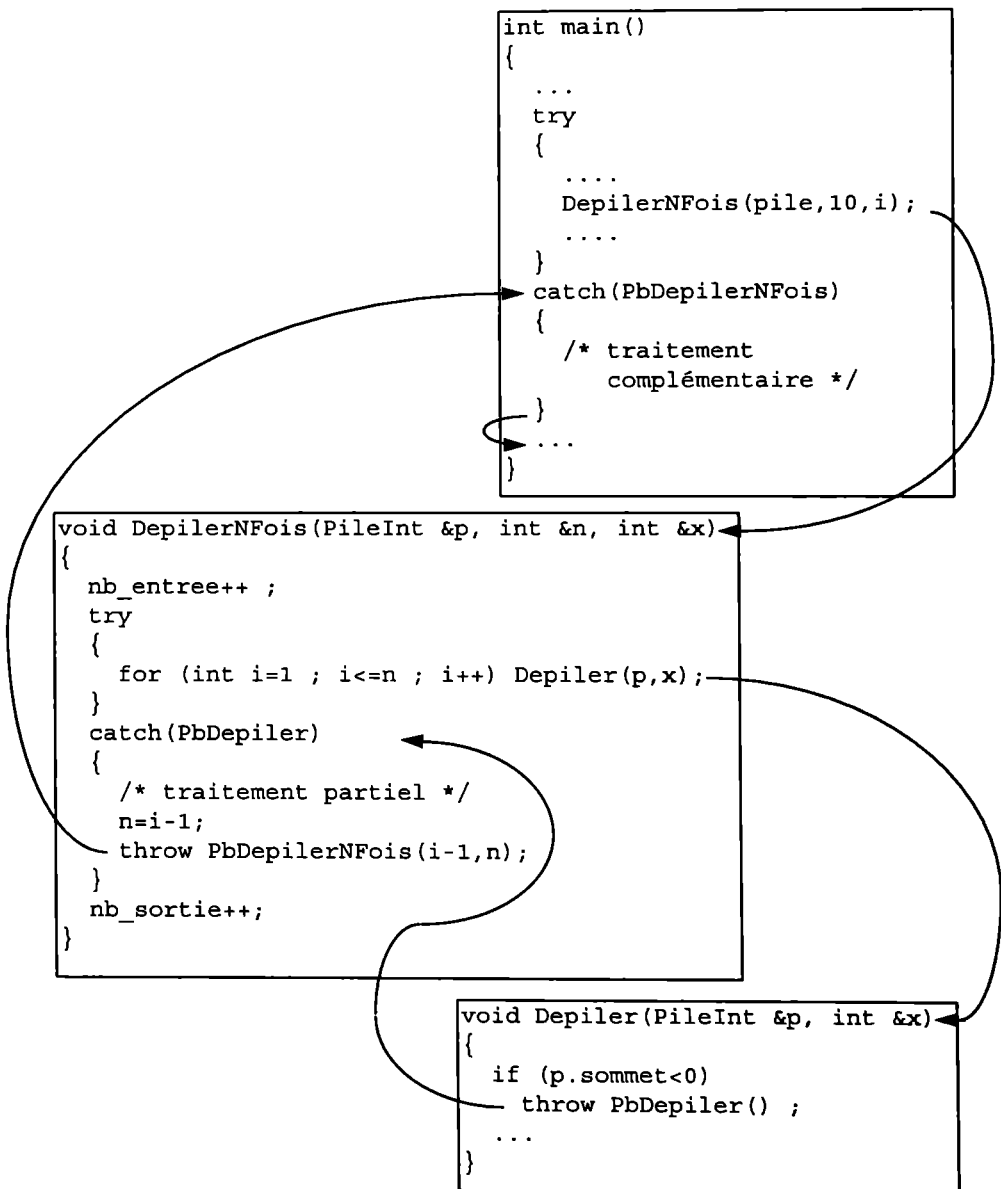 int main()
{
...
try
{
....
DepilerNFois(pile,10,i);
....
}
catch(PbDepilerNFois)
{
/* traitement
complémentaire */
}
...
}
void DepilerNFois(PileInt &p, int &n, int &x)
{
nb_entree++ ;
try
{
for (int i=1 ; i<=n ; i++) Depiler(p,x);
}
catch(PbDepiler)
{
/* traitement partiel */
n=i-1;
throw PbDepilerNFois(i-1,n);
}
nb_sortie++;
}
void Depiler(PileInt &p, int &x)
{
if (p.sommet<0)
throw PbDepiler() ;
...
}